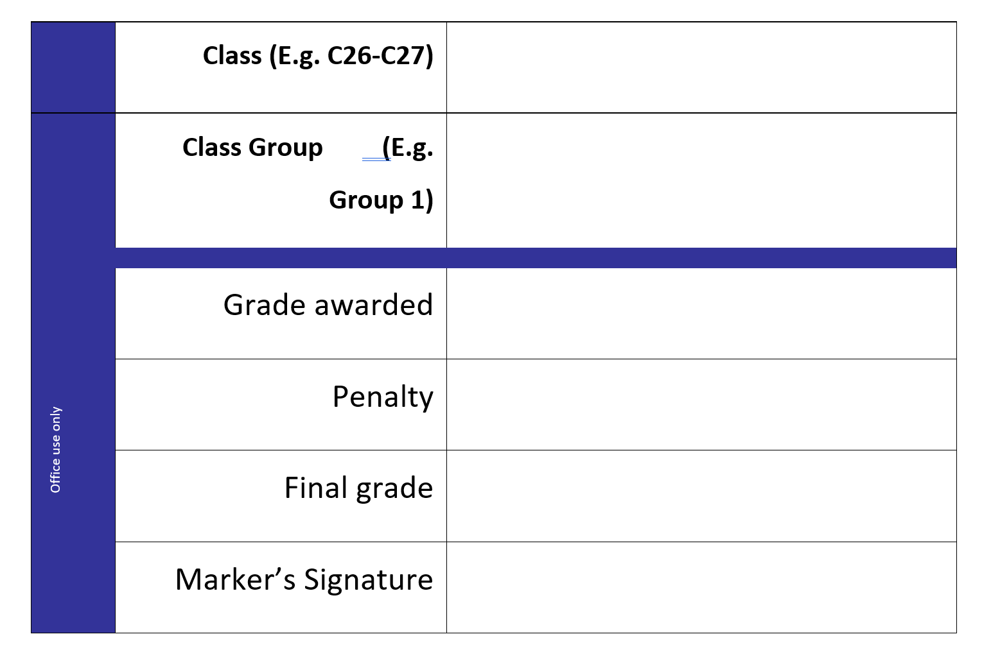 Class (E.g. C26-C27)
Class Group (E.g.
Group 1)
Grade awarded
Penalty
Office use only
Final grade
Marker’s Signature